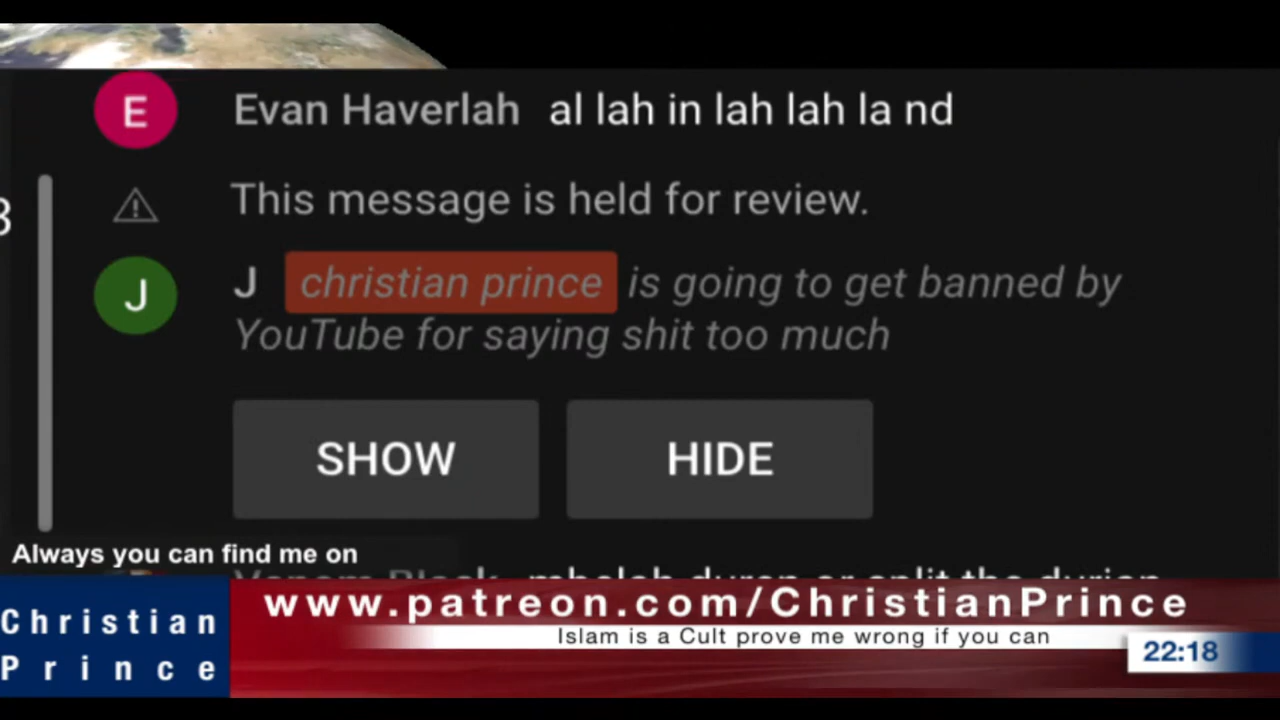 E Evan Haverlah al lah in lah lah la nd
This message is held for review.
J J christian prince is going to get banned by
YouTube for saying shit too much
SHOW HIDE
Always you can find me on
Christian
Prince
www.patreon.com/ChristianPrince
Islam is a Cult prove me wrong if you can
22:18